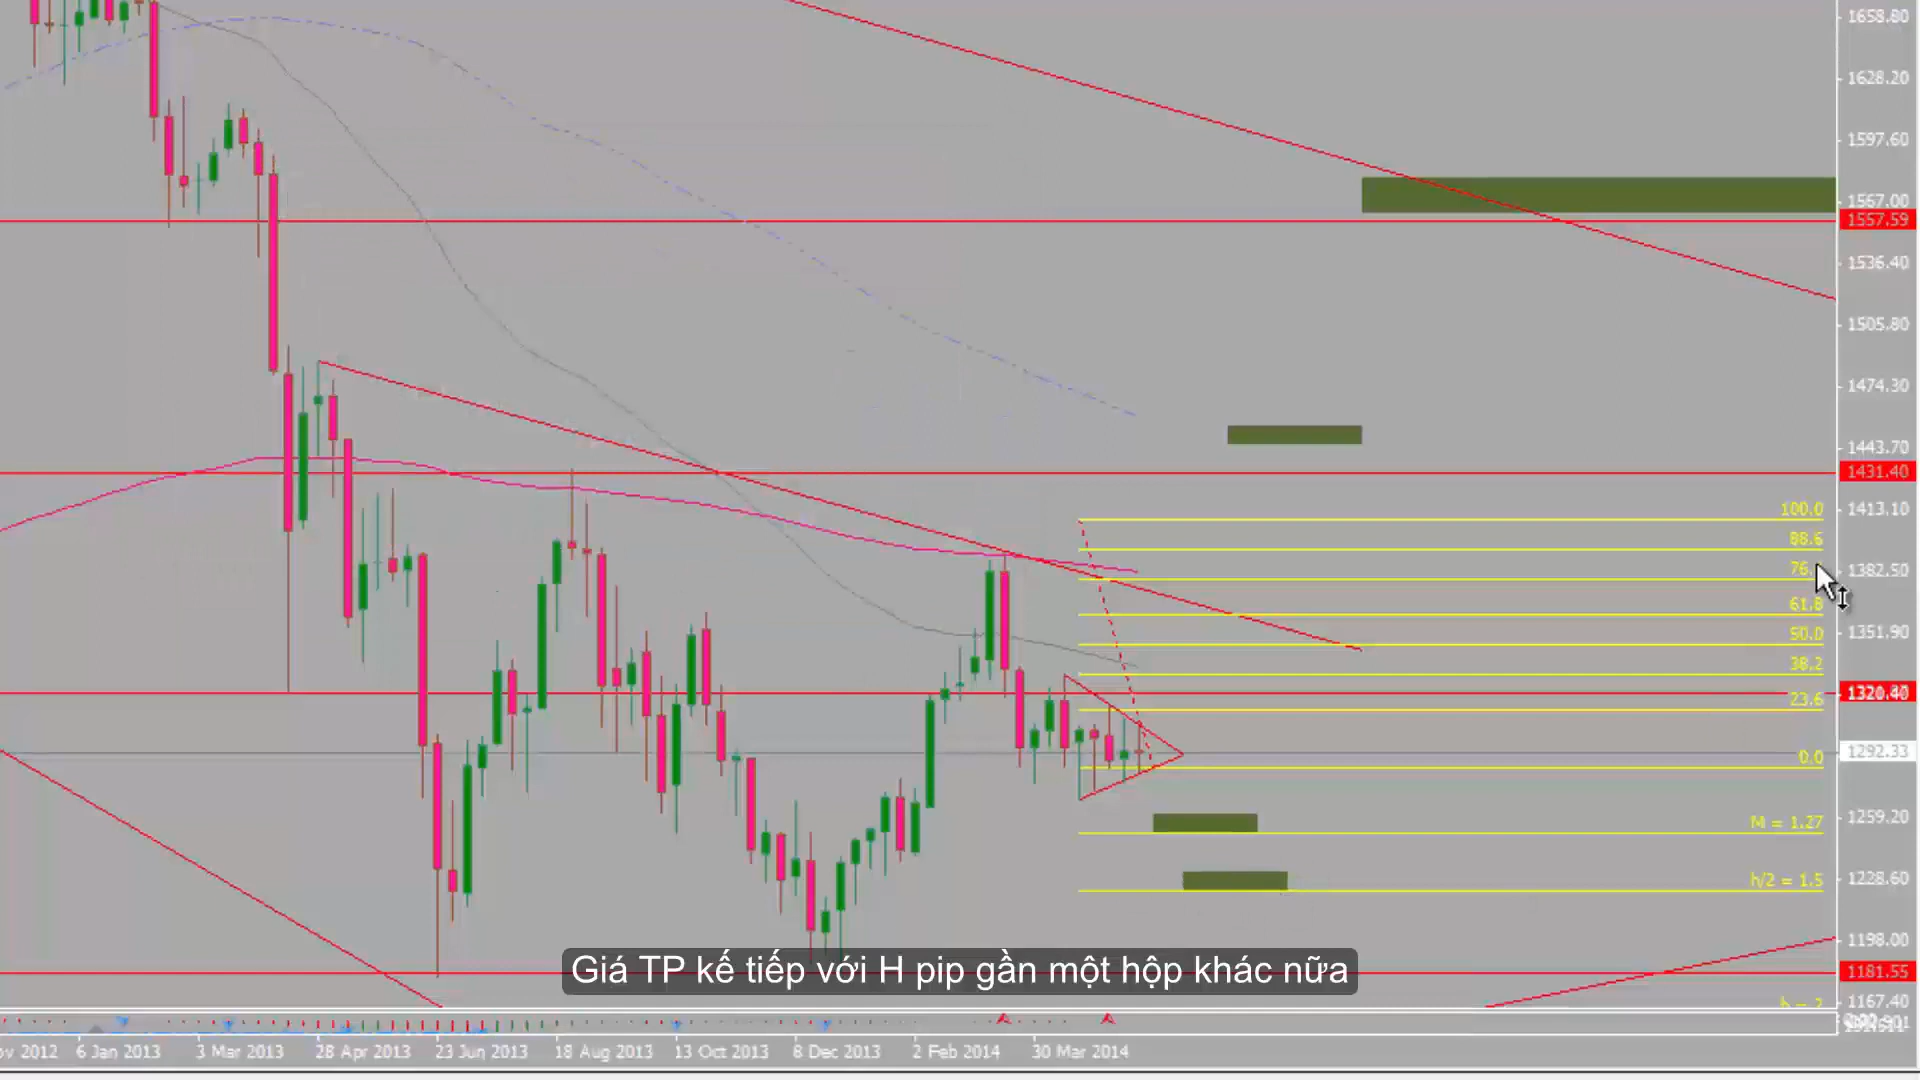 1658.80
1628.20
1597.60
1567.00
1557.59
1536.40
1505.80
1474.30
1443.70
1431.40
100.0
1413.10
88.6
1382.50
61.8
1351.90
50.0
38.2
1320.40
23.6
0.0
1292.33
M = 1.27
1259.20
h/2 = 1.5
1228.60
1198.00
Giá TP kế tiếp với H pip gần một hộp khác nữa
1181.55
1167.40
2012
6 Jan 2013
3 Mar 2013
28 Apr 2013
23 Jun 2013
18 Aug 2013
13 Oct 2013
8 Dec 2013
2 Feb 2014
30 Mar 2014